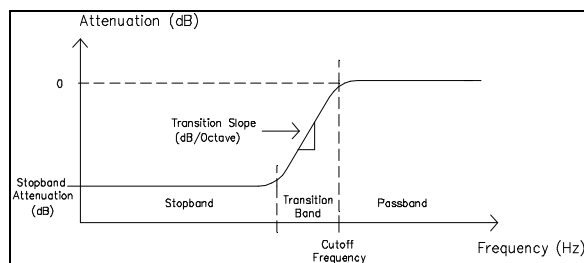 Attenuation (dB)
0
Transition Slope
(dB/Octave)
Stopband
Attenuation
(dB)
Stopband
Transition
Band
Passband
Cutoff
Frequency
Frequency (Hz)